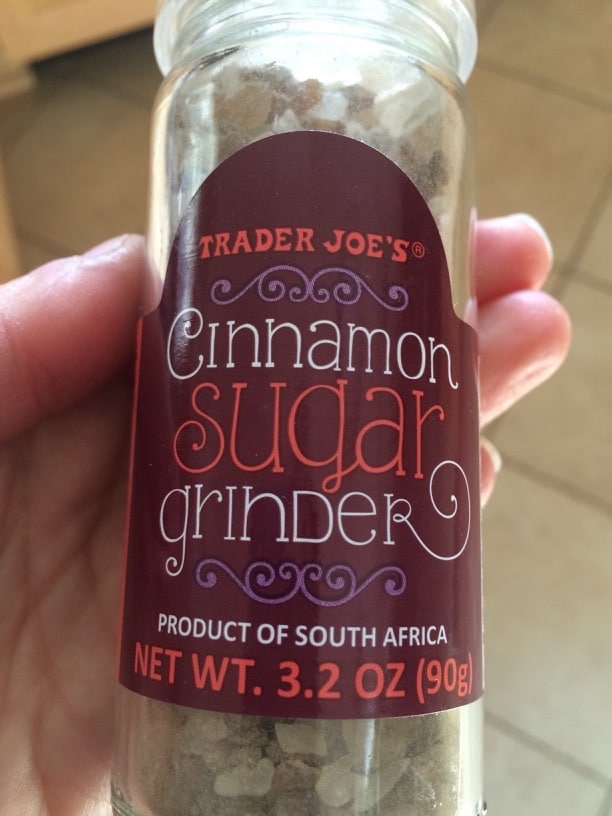 TRADER JOE'S®
Cinnamon
sugar
grinder
PRODUCT OF SOUTH AFRICA
NET WT. 3.2 OZ (90g)